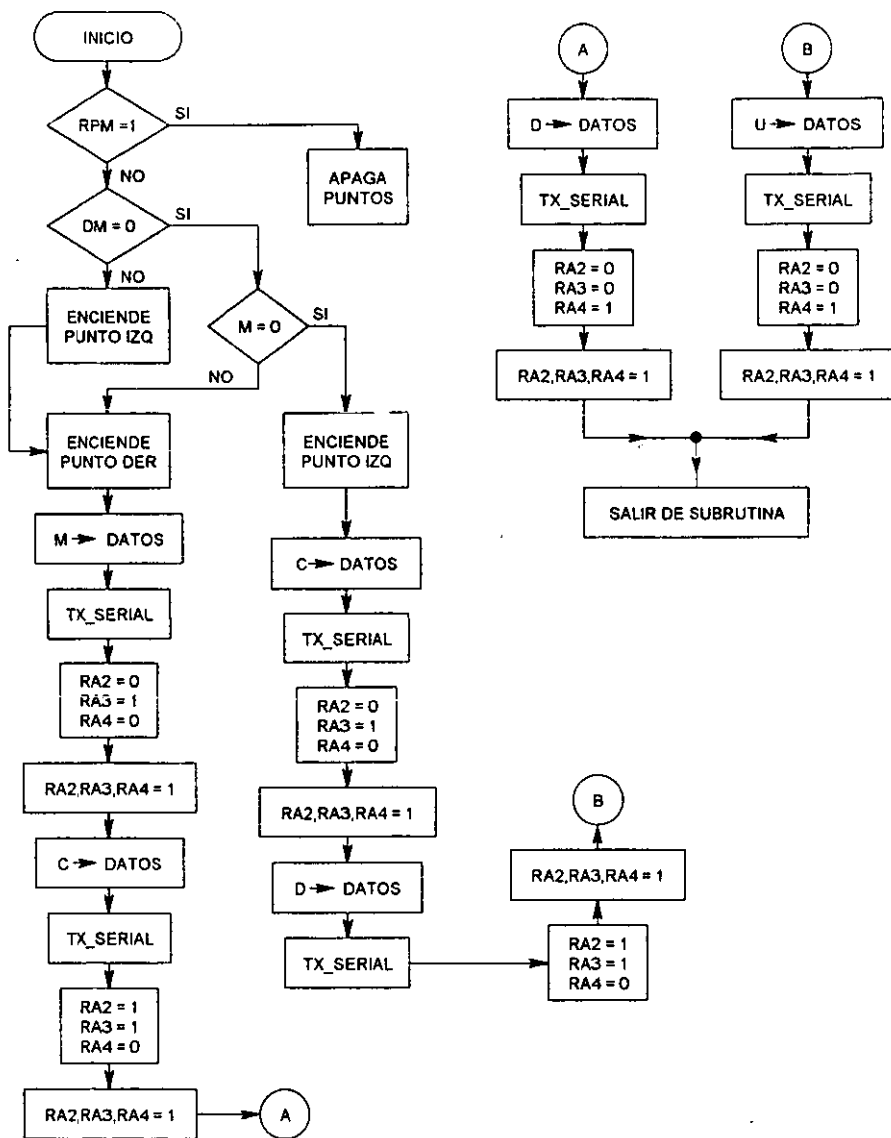 INICIO
RPM =1
SI
NO
APAGA
PUNTOS
DM = 0
SI
NO
ENCIENDE
PUNTO IZQ
M = 0
SI
NO
ENCIENDE
PUNTO DER
M → DATOS
TX_SERIAL
RA2 = 0
RA3 = 1
RA4 = 0
RA2,RA3,RA4 = 1
C → DATOS
TX_SERIAL
RA2 = 1
RA3 = 1
RA4 = 0
RA2,RA3,RA4 = 1
A
ENCIENDE
PUNTO IZQ
C → DATOS
TX_SERIAL
RA2 = 0
RA3 = 1
RA4 = 0
RA2,RA3,RA4 = 1
D → DATOS
TX_SERIAL
RA2 = 1
RA3 = 1
RA4 = 0
RA2,RA3,RA4 = 1
B
A
D → DATOS
TX_SERIAL
RA2 = 0
RA3 = 0
RA4 = 1
RA2,RA3,RA4 = 1
B
U → DATOS
TX_SERIAL
RA2 = 0
RA3 = 0
RA4 = 1
RA2,RA3,RA4 = 1
SALIR DE SUBRUTINA